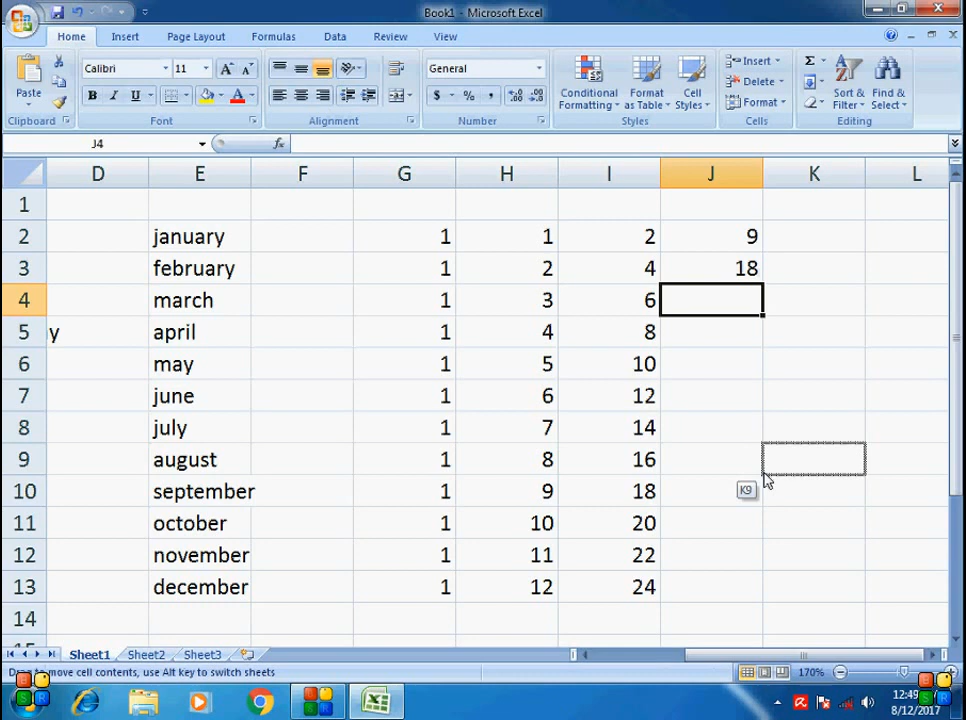 Book1 - Microsoft Excel
Home Insert Page Layout Formulas Data Review View
Paste
Calibri 11
B I U A
General
$ % ,
Conditional Formatting
Format as Table
Cell Styles
Insert
Delete
Format
Σ
Sort & Filter
Find & Select
Clipboard Font Alignment Number Styles Cells Editing
J4 fx
D E F G H I J K L
1
2 january 1 1 2 9
3 february 1 2 4 18
4 march 1 3 6
5 y april 1 4 8
6 may 1 5 10
7 june 1 6 12
8 july 1 7 14
9 august 1 8 16
10 september 1 9 18 K9
11 october 1 10 20
12 november 1 11 22
13 december 1 12 24
14
15
Sheet1 Sheet2 Sheet3
to move cell contents, use Alt key to switch sheets 170%
S R
S R
12:49
8/12/2017